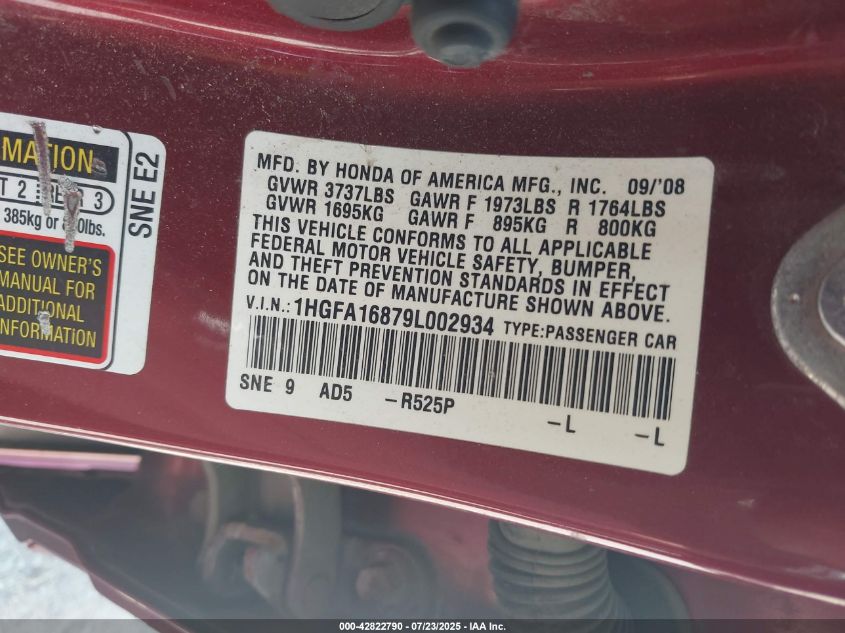 MATION
T 2
3
385kg or
lbs.
SEE OWNER'S
MANUAL FOR
ADDITIONAL
INFORMATION
SNE E2
MFD. BY HONDA OF AMERICA MFG., INC. 09/'08
GVWR 3737LBS GAWR F 1973LBS R 1764LBS
GVWR 1695KG GAWR F 895KG R 800KG
THIS VEHICLE CONFORMS TO ALL APPLICABLE
FEDERAL MOTOR VEHICLE SAFETY, BUMPER,
AND THEFT PREVENTION STANDARDS IN EFFECT
ON THE DATE OF MANUFACTURE SHOWN ABOVE.
V.I.N.: 1HGFA16879L002934 TYPE:PASSENGER CAR
SNE 9 AD5 -R525P -L -L
000-42822790 - 07/23/2025 - IAA Inc.